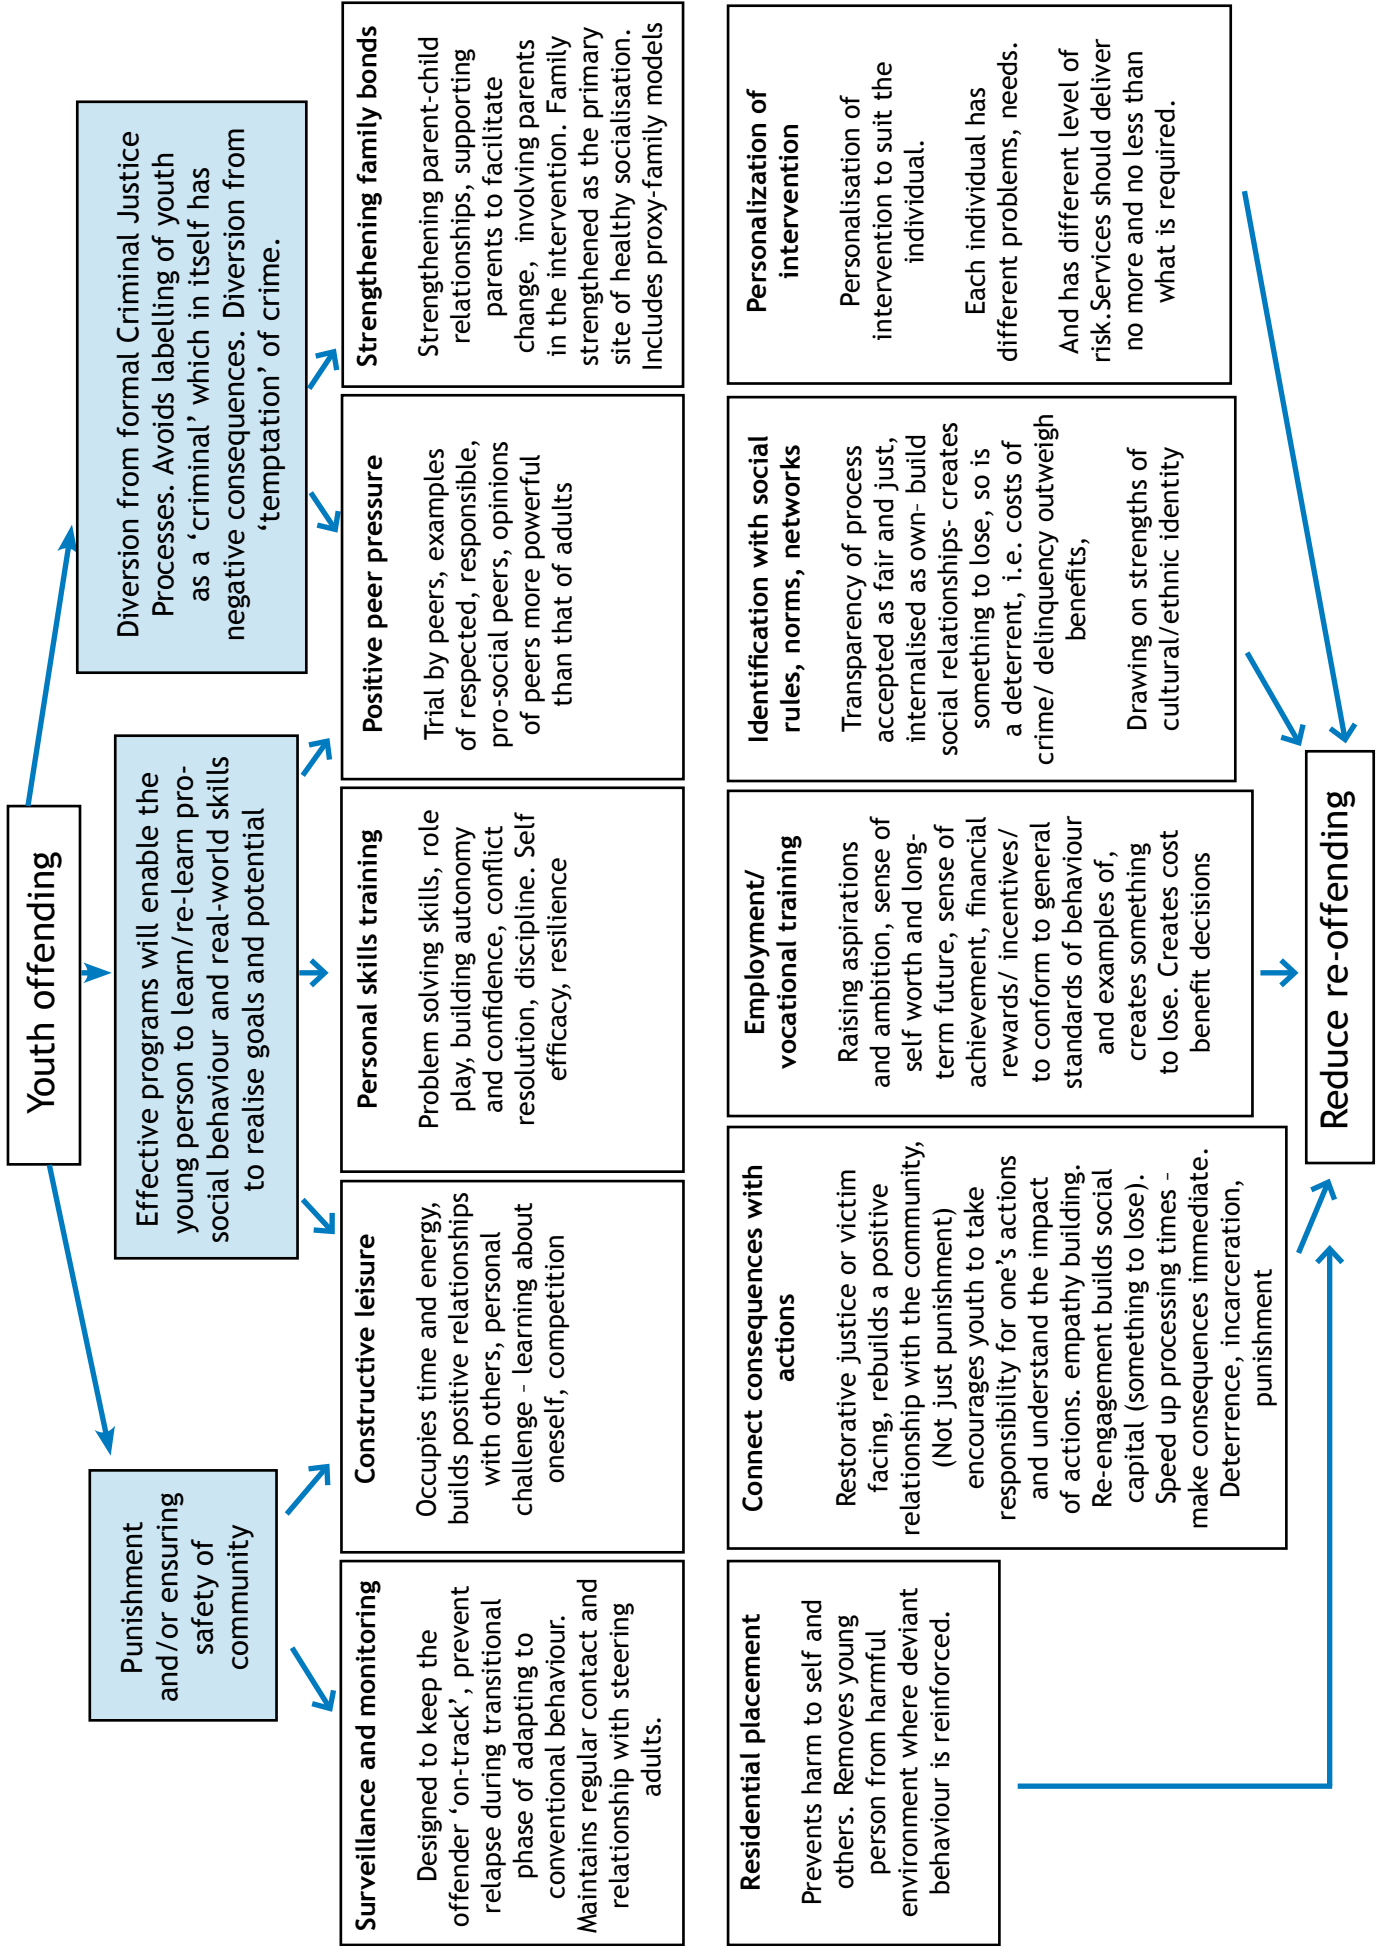 Youth offending
Punishment
and/or ensuring
safety of
community
Effective programs will enable the
young person to learn/re-learn pro-
social behaviour and real-world skills
to realise goals and potential
Diversion from formal Criminal Justice
Processes. Avoids labelling of youth
as a ‘criminal’ which in itself has
negative consequences. Diversion from
‘temptation’ of crime.
Surveillance and monitoring
Designed to keep the
offender ‘on-track’, prevent
relapse during transitional
phase of adapting to
conventional behaviour.
Maintains regular contact and
relationship with steering
adults.
Constructive leisure
Occupies time and energy,
builds positive relationships
with others, personal
challenge - learning about
oneself, competition
Personal skills training
Problem solving skills, role
play, building autonomy
and confidence, conflict
resolution, discipline. Self
efficacy, resilience
Positive peer pressure
Trial by peers, examples
of respected, responsible,
pro-social peers, opinions
of peers more powerful
than that of adults
Strengthening family bonds
Strengthening parent-child
relationships, supporting
parents to facilitate
change, involving parents
in the intervention. Family
strengthened as the primary
site of healthy socialisation.
Includes proxy-family models
Residential placement
Prevents harm to self and
others. Removes young
person from harmful
environment where deviant
behaviour is reinforced.
Connect consequences with
actions
Restorative justice or victim
facing, rebuilds a positive
relationship with the community,
(Not just punishment)
encourages youth to take
responsibility for one’s actions
and understand the impact
of actions. empathy building.
Re-engagement builds social
capital (something to lose).
Speed up processing times -
make consequences immediate.
Deterrence, incarceration,
punishment
Employment/
vocational training
Raising aspirations
and ambition, sense of
self worth and long-
term future, sense of
achievement, financial
rewards/ incentives/
to conform to general
standards of behaviour
and examples of,
creates something
to lose. Creates cost
benefit decisions
Identification with social
rules, norms, networks
Transparency of process
accepted as fair and just,
internalised as own- build
social relationships- creates
something to lose, so is
a deterrent, i.e. costs of
crime/ delinquency outweigh
benefits,
Drawing on strengths of
cultural/ethnic identity
Personalization of
intervention
Personalisation of
intervention to suit the
individual.
Each individual has
different problems, needs.
And has different level of
risk.Services should deliver
no more and no less than
what is required.
Reduce re-offending